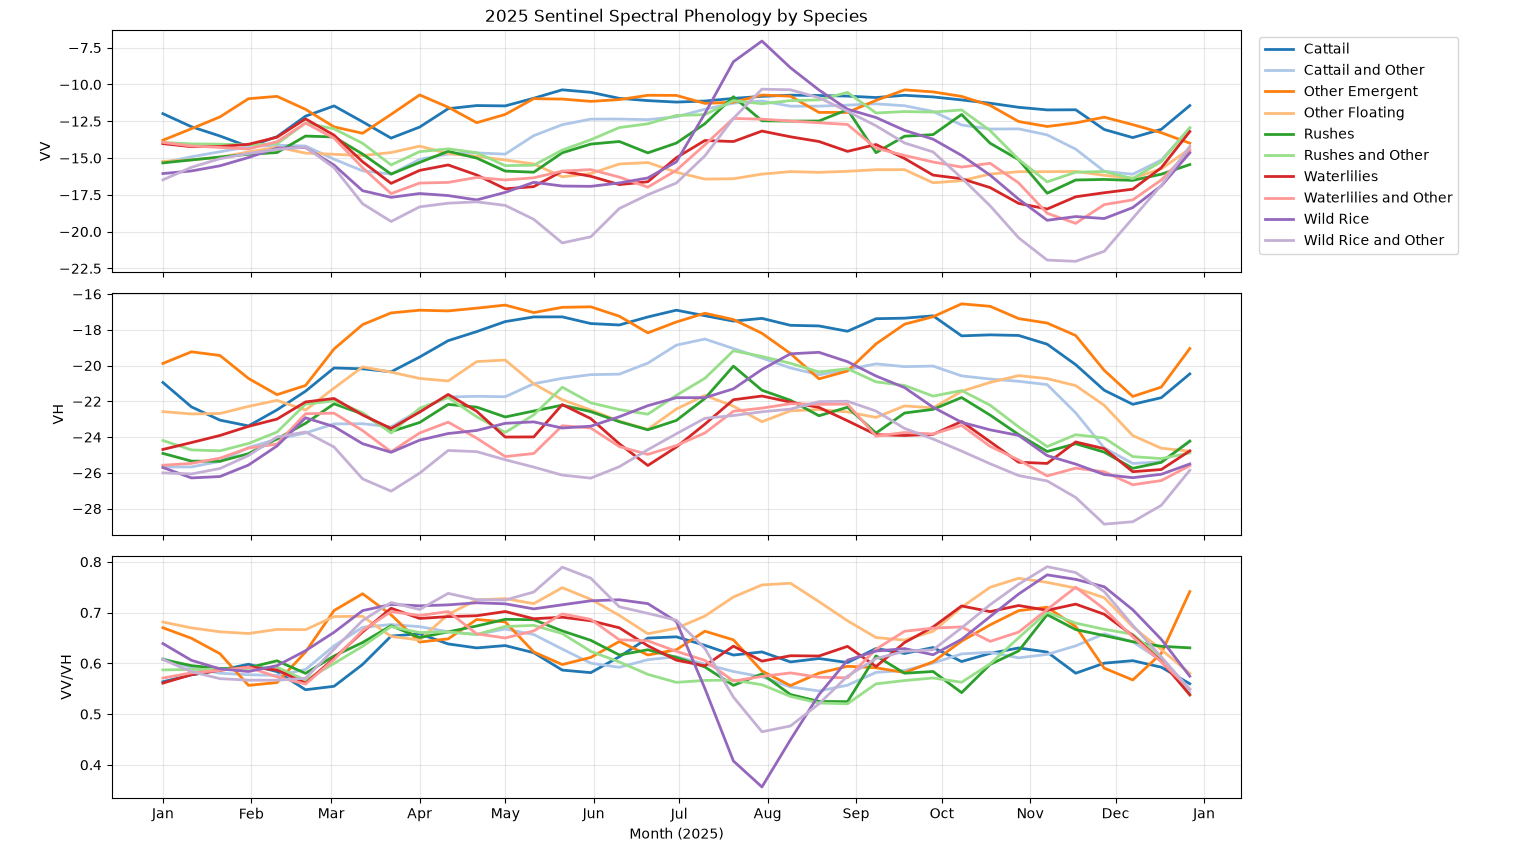 2025 Sentinel Spectral Phenology by Species
VV
−7.5
−10.0
−12.5
−15.0
−17.5
−20.0
−22.5
Cattail
Cattail and Other
Other Emergent
Other Floating
Rushes
Rushes and Other
Waterlilies
Waterlilies and Other
Wild Rice
Wild Rice and Other
VH
−16
−18
−20
−22
−24
−26
−28
VV/VH
0.8
0.7
0.6
0.5
0.4
Jan Feb Mar Apr May Jun Jul Aug Sep Oct Nov Dec Jan
Month (2025)